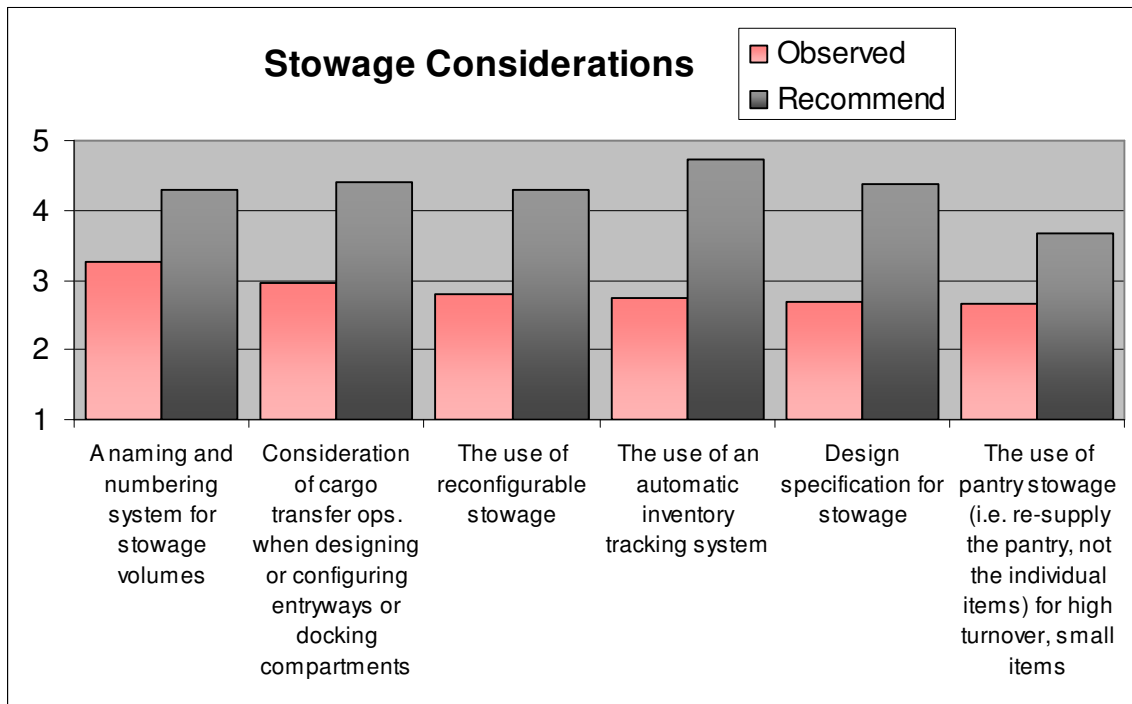 Stowage Considerations
Observed
Recommend
5
4
3
2
1
A naming and
numbering
system for
stowage
volumes
Consideration
of cargo
transfer ops.
when designing
or configuring
entryways or
docking
compartments
The use of
reconfigurable
stowage
The use of an
automatic
inventory
tracking system
Design
specification for
stowage
The use of
pantry stowage
(i.e. re-supply
the pantry, not
the individual
items) for high
turnover, small
items